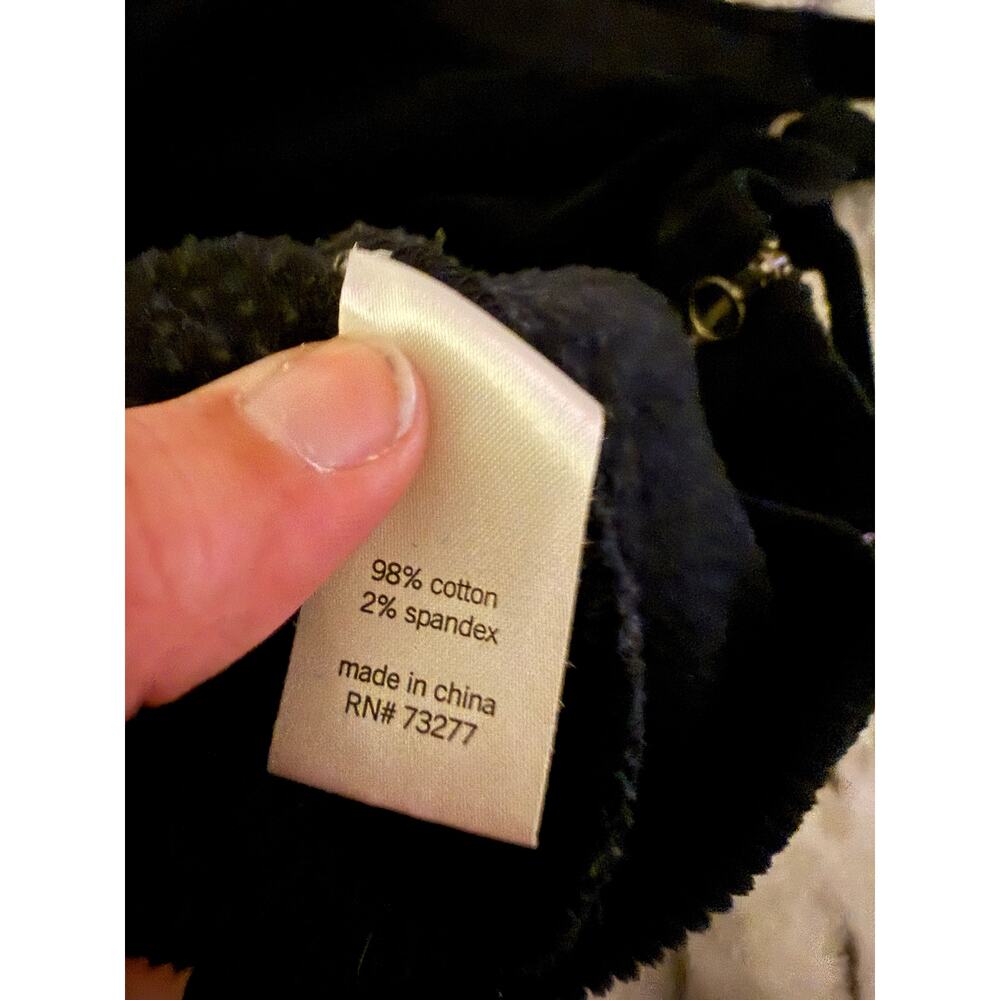 98% cotton
2% spandex
made in china
RN# 73277